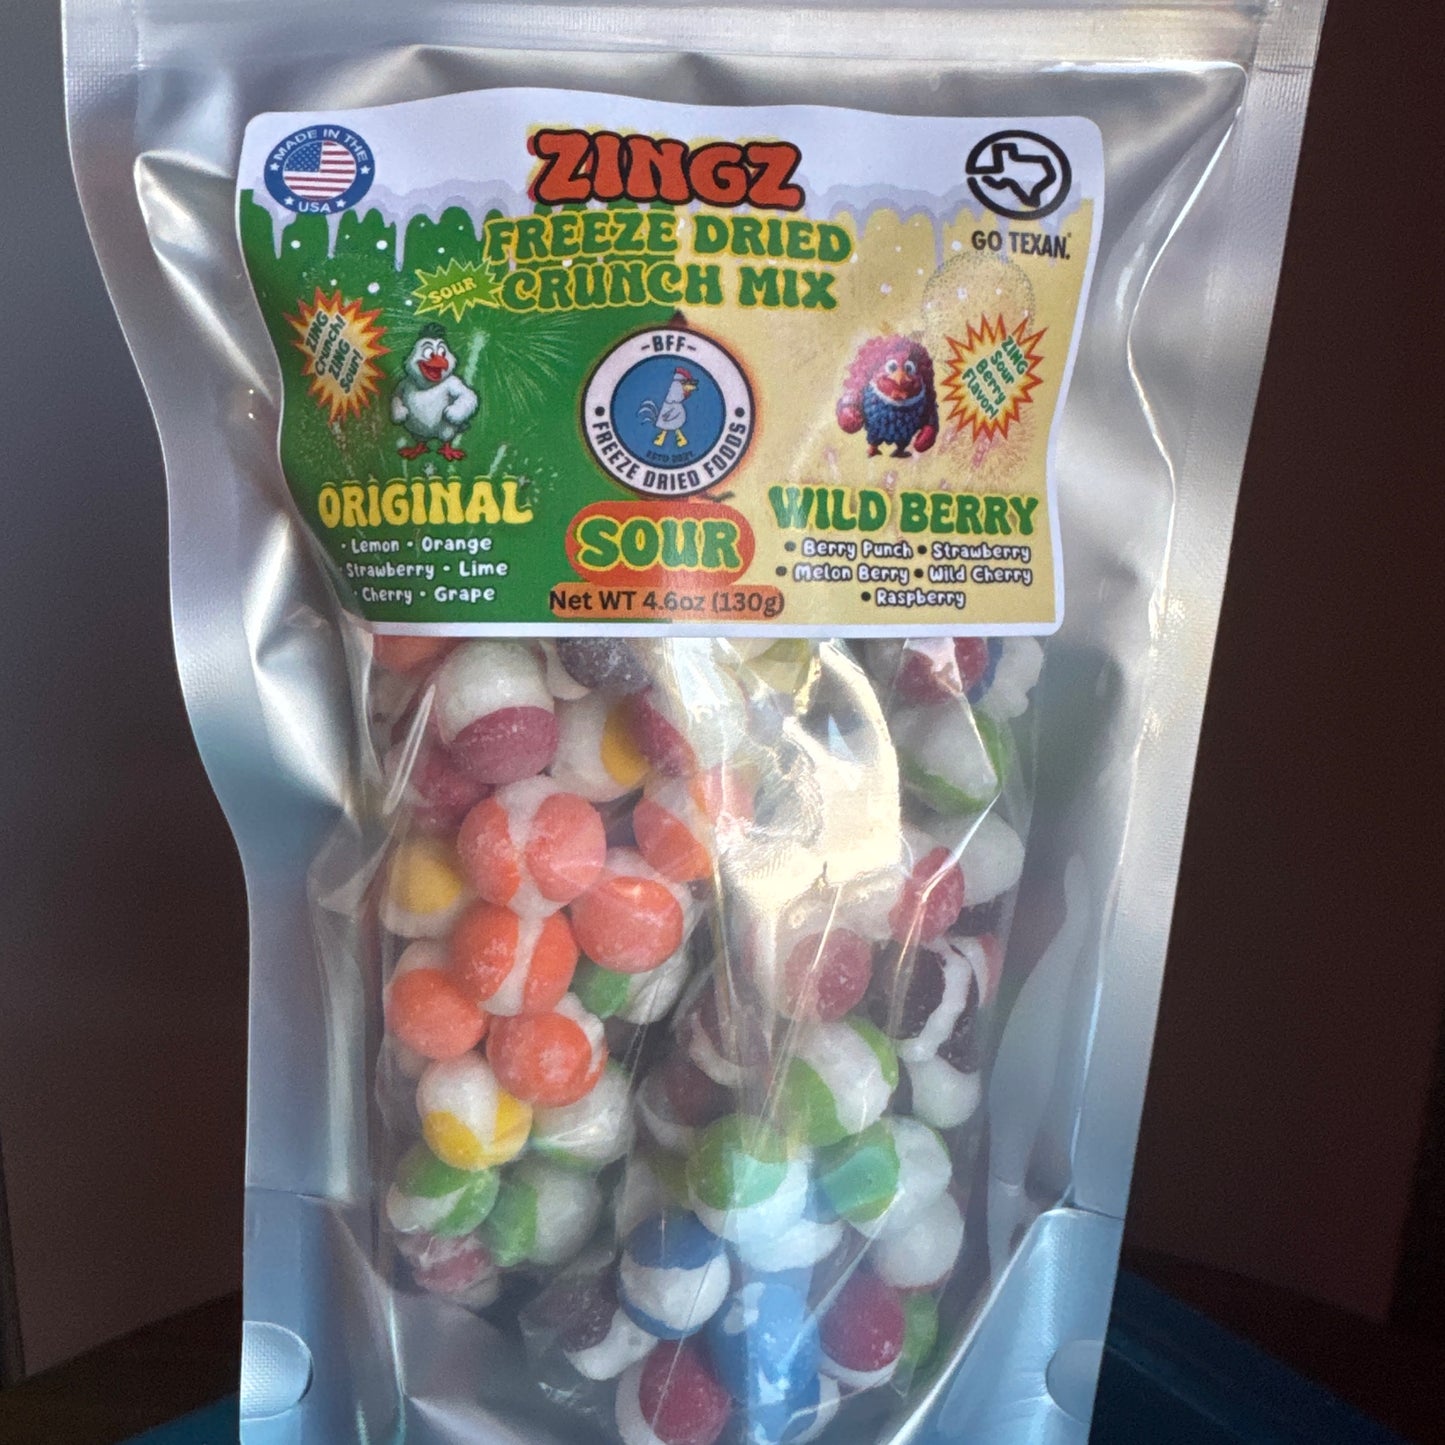 MADE IN THE
USA
ZINGZ
FREEZE DRIED
SOUR CRUNCH MIX
GO TEXAN.
ZING
Crunch!
ZING
Sour!
-BFF-
FREEZE DRIED FOODS
ESTD 2021
ZING
Sour
Berry
Flavor!
ORIGINAL
• Lemon • Orange
• Strawberry • Lime
• Cherry • Grape
SOUR
Net WT 4.6oz (130g)
WILD BERRY
• Berry Punch • Strawberry
• Melon Berry • Wild Cherry
• Raspberry